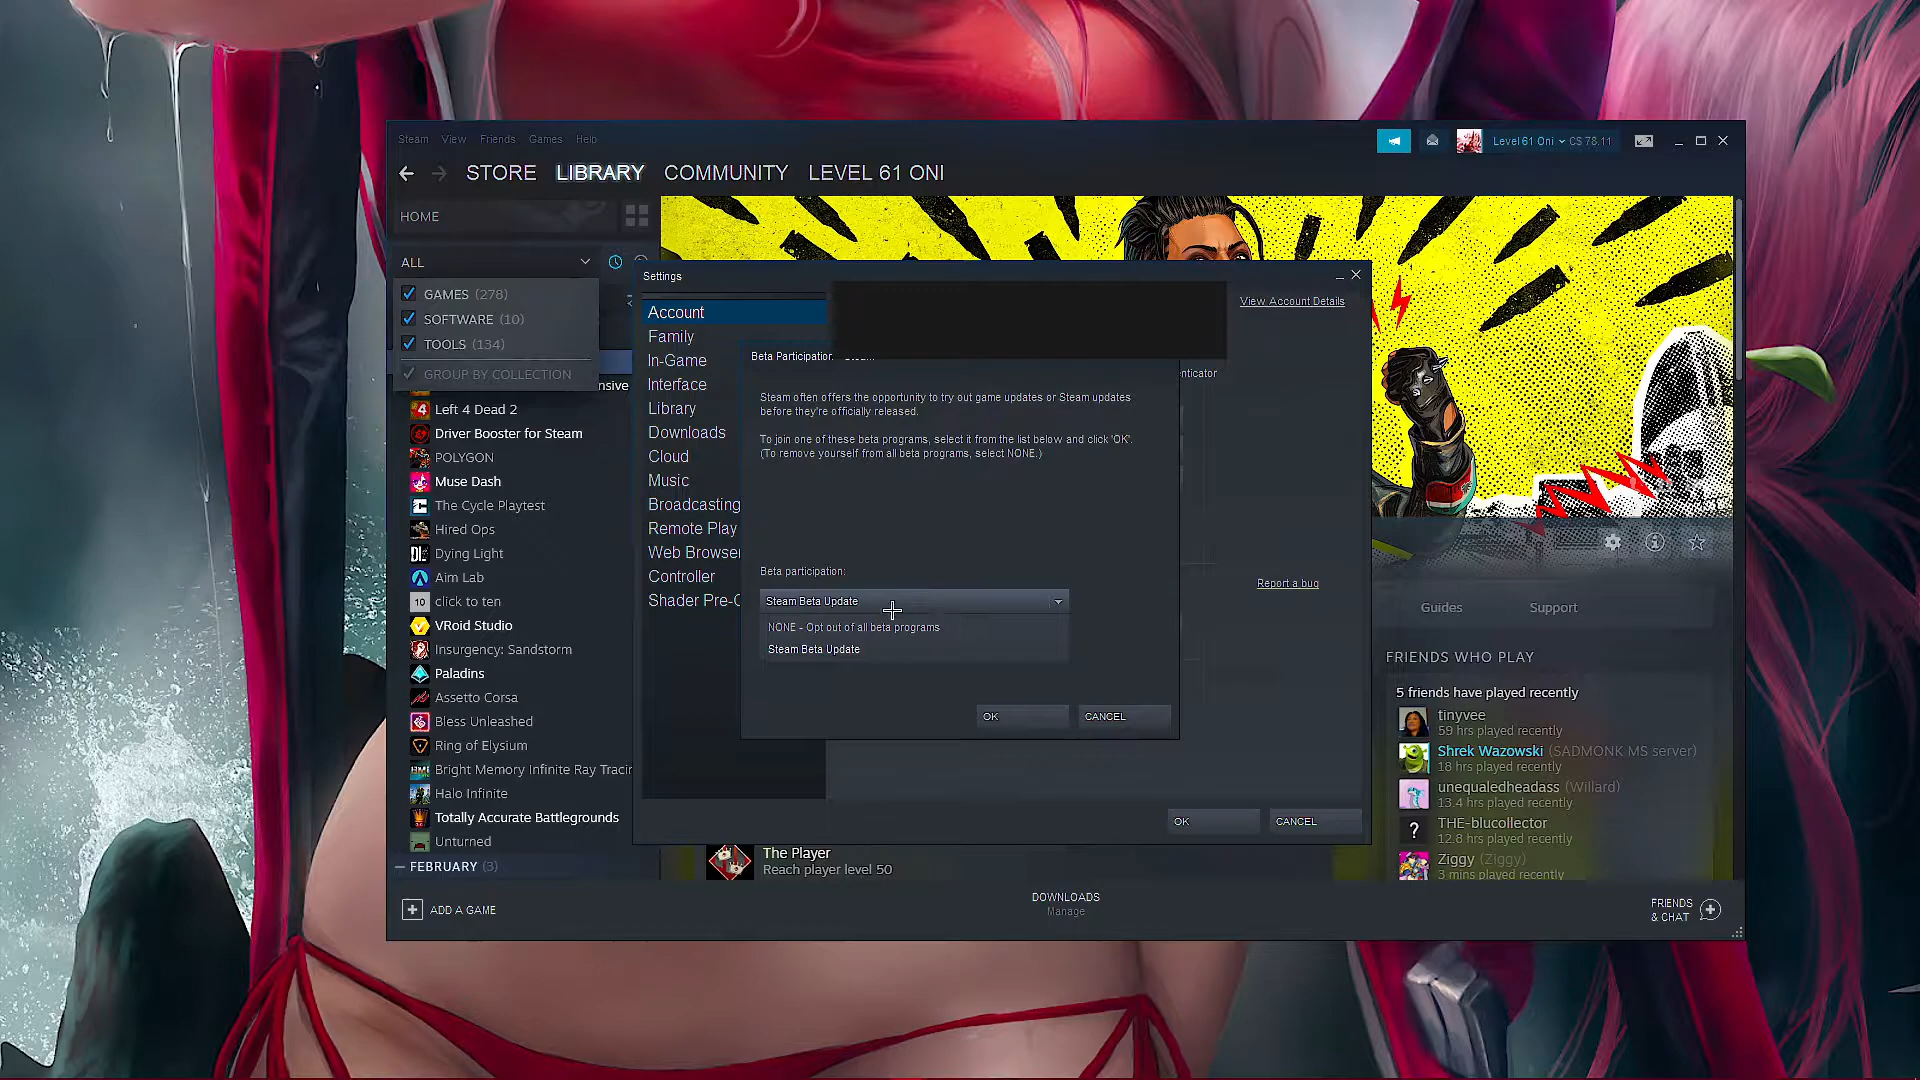 Steam View Friends Games Help
Level 61 Oni C$ 78.11
STORE LIBRARY COMMUNITY LEVEL 61 ONI
HOME
ALL
GAMES (278)
SOFTWARE (10)
TOOLS (134)
GROUP BY COLLECTION
nsive
Left 4 Dead 2
Driver Booster for Steam
POLYGON
Muse Dash
The Cycle Playtest
Hired Ops
Dying Light
Aim Lab
10 click to ten
VRoid Studio
Insurgency: Sandstorm
Paladins
Assetto Corsa
Bless Unleashed
Ring of Elysium
Bright Memory Infinite Ray Tracin
Halo Infinite
Totally Accurate Battlegrounds
Unturned
FEBRUARY (3)
ADD A GAME
Settings
Account
Family
In-Game
Interface
Library
Downloads
Cloud
Music
Broadcasting
Remote Play
Web Browser
Controller
Shader Pre-C
View Account Details
enticator
Report a bug
Beta Participation
Steam often offers the opportunity to try out game updates or Steam updates
before they're officially released.
To join one of these beta programs, select it from the list below and click 'OK'.
(To remove yourself from all beta programs, select NONE.)
Beta participation:
Steam Beta Update
NONE - Opt out of all beta programs
Steam Beta Update
OK CANCEL
OK CANCEL
The Player
Reach player level 50
Guides Support
FRIENDS WHO PLAY
5 friends have played recently
tinyvee
59 hrs played recently
Shrek Wazowski (SADMONK MS server)
18 hrs played recently
unequaledheadass (Willard)
13.4 hrs played recently
THE-blucollector
12.8 hrs played recently
Ziggy (Ziggy)
3 mins played recently
DOWNLOADS
Manage
FRIENDS
& CHAT